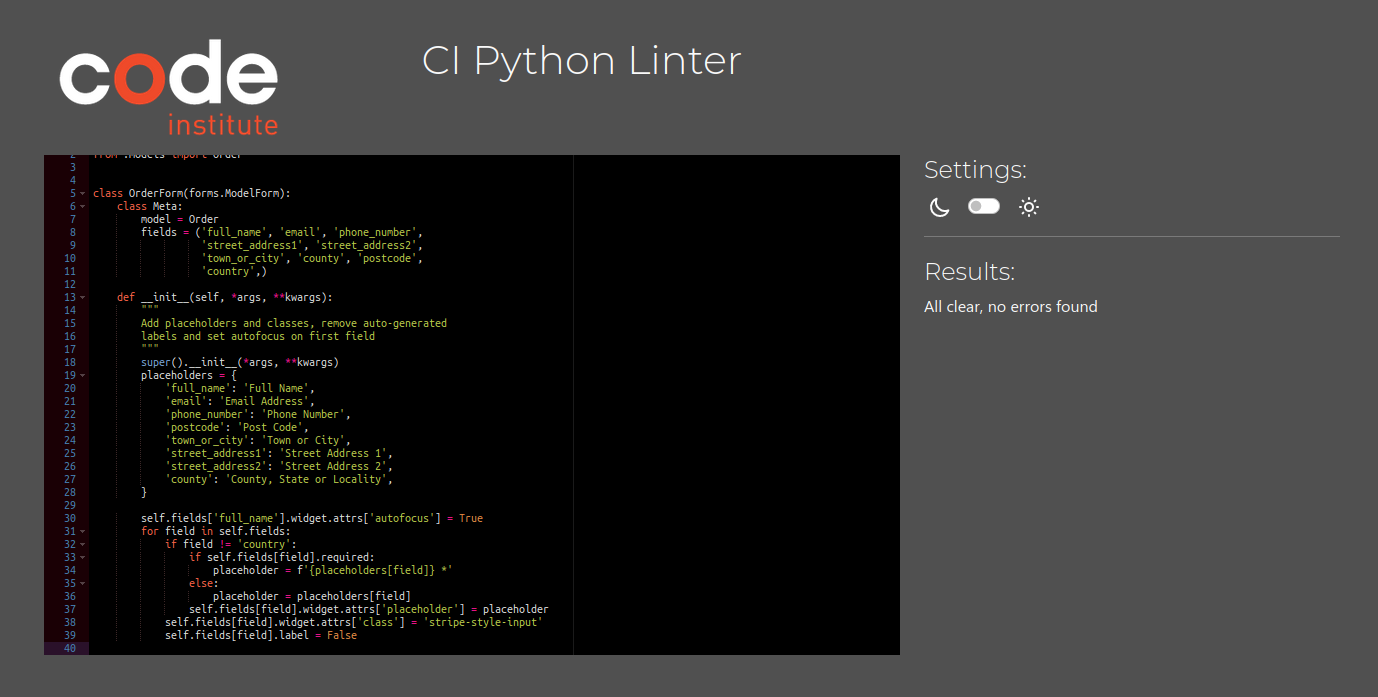 code
institute
CI Python Linter
2 from .models import Order
3
4
5 class OrderForm(forms.ModelForm):
6     class Meta:
7         model = Order
8         fields = ('full_name', 'email', 'phone_number',
9                   'street_address1', 'street_address2',
10                   'town_or_city', 'county', 'postcode',
11                   'country',)
12
13     def __init__(self, *args, **kwargs):
14         """
15         Add placeholders and classes, remove auto-generated
16         labels and set autofocus on first field
17         """
18         super().__init__(*args, **kwargs)
19         placeholders = {
20             'full_name': 'Full Name',
21             'email': 'Email Address',
22             'phone_number': 'Phone Number',
23             'postcode': 'Post Code',
24             'town_or_city': 'Town or City',
25             'street_address1': 'Street Address 1',
26             'street_address2': 'Street Address 2',
27             'county': 'County, State or Locality',
28         }
29
30         self.fields['full_name'].widget.attrs['autofocus'] = True
31         for field in self.fields:
32             if field != 'country':
33                 if self.fields[field].required:
34                     placeholder = f'{placeholders[field]} *'
35                 else:
36                     placeholder = placeholders[field]
37                 self.fields[field].widget.attrs['placeholder'] = placeholder
38             self.fields[field].widget.attrs['class'] = 'stripe-style-input'
39             self.fields[field].label = False
40
Settings:
Results:
All clear, no errors found